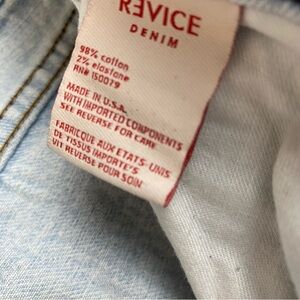 REVICE
DENIM
98% cotton
2% elastane
RN# 150079
MADE IN U.S.A.
WITH IMPORTED COMPONENTS
SEE REVERSE FOR CARE
FABRIQUE AUX ETATS-UNIS
DE TISSUS IMPORTE'S
VIT REVERSE POUR SOIN